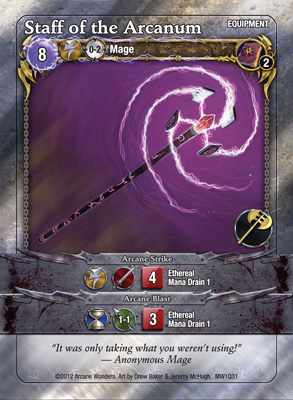 Staff of the Arcanum
EQUIPMENT
8
0-2
Mage
2
Arcane Strike
4
Ethereal
Mana Drain 1
Arcane Blast
1-1
3
Ethereal
Mana Drain 1
"It was only taking what you weren't using!"
— Anonymous Mage
©2012 Arcane Wonders. Art by Drew Baker & Jeremy McHugh. MW1Q31